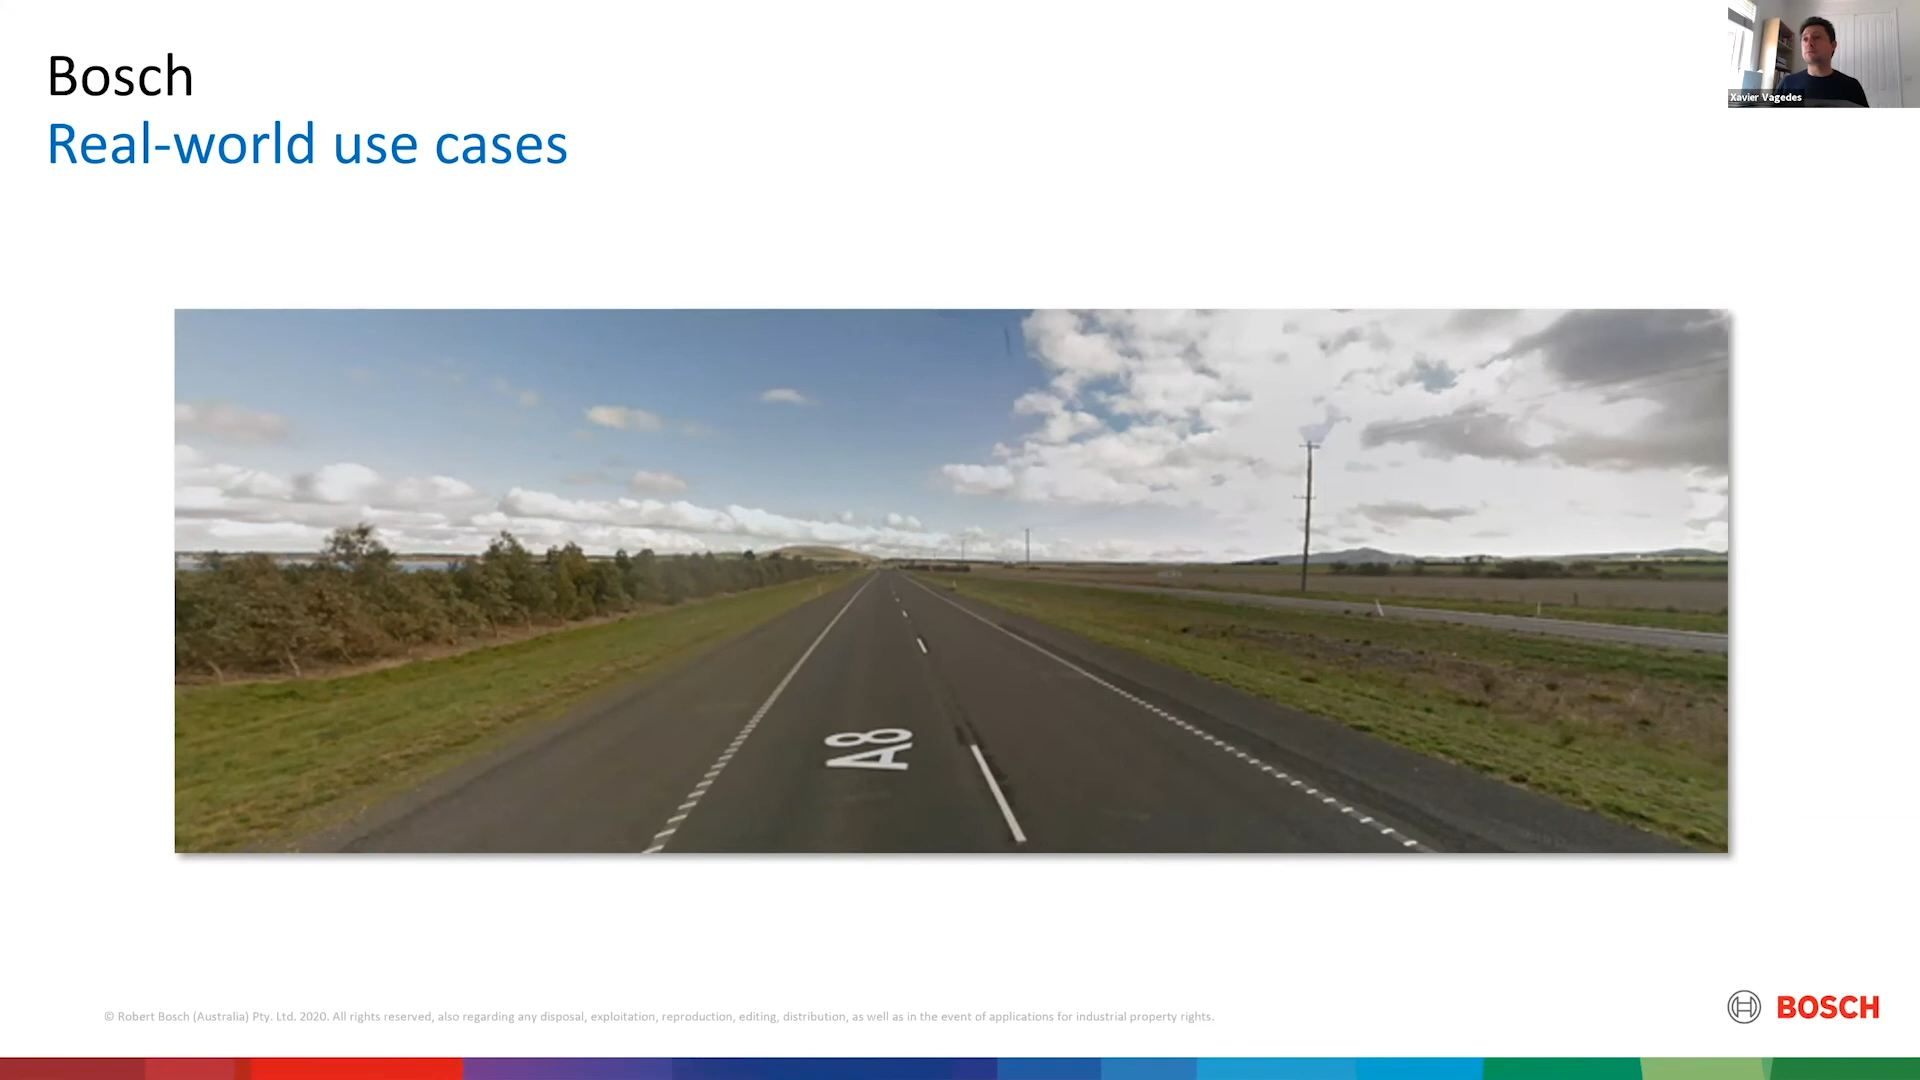 Bosch
Real-world use cases
Xavier Vagedes
A8
© Robert Bosch (Australia) Pty. Ltd. 2020. All rights reserved, also regarding any disposal, exploitation, reproduction, editing, distribution, as well as in the event of applications for industrial property rights.
BOSCH